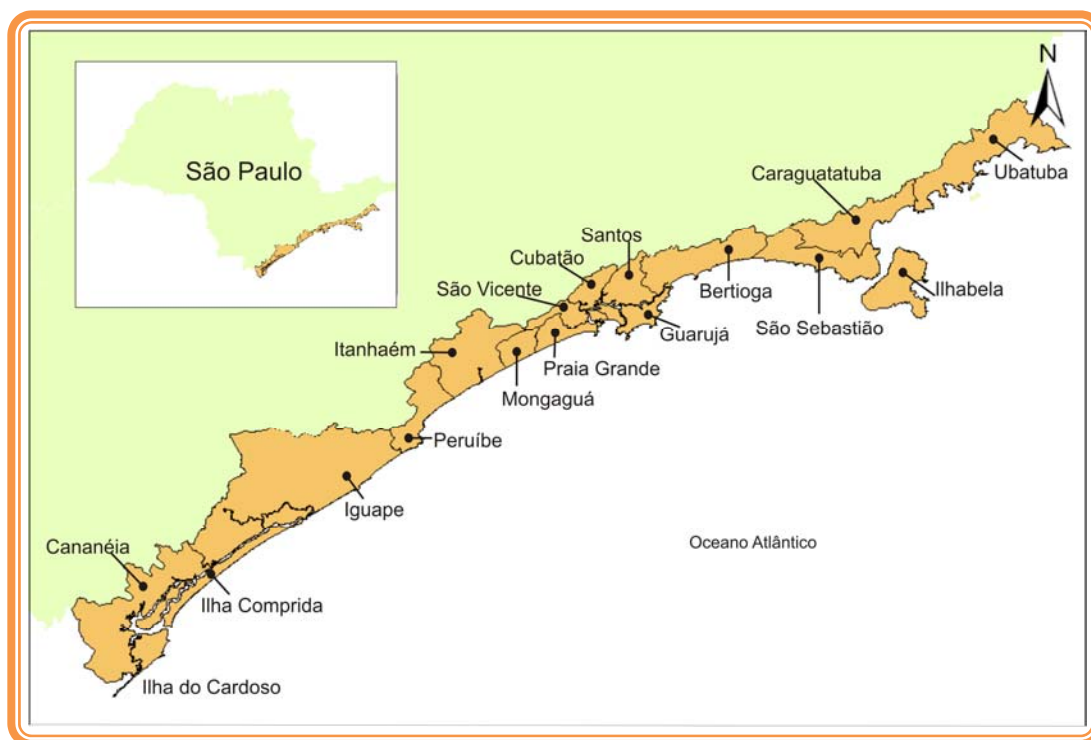 N
São Paulo
Ubatuba
Caraguatatuba
Santos
Cubatão
São Vicente
Bertioga
Ilhabela
São Sebastião
Guarujá
Itanhaém
Praia Grande
Mongaguá
Peruíbe
Iguape
Oceano Atlântico
Cananéia
Ilha Comprida
Ilha do Cardoso